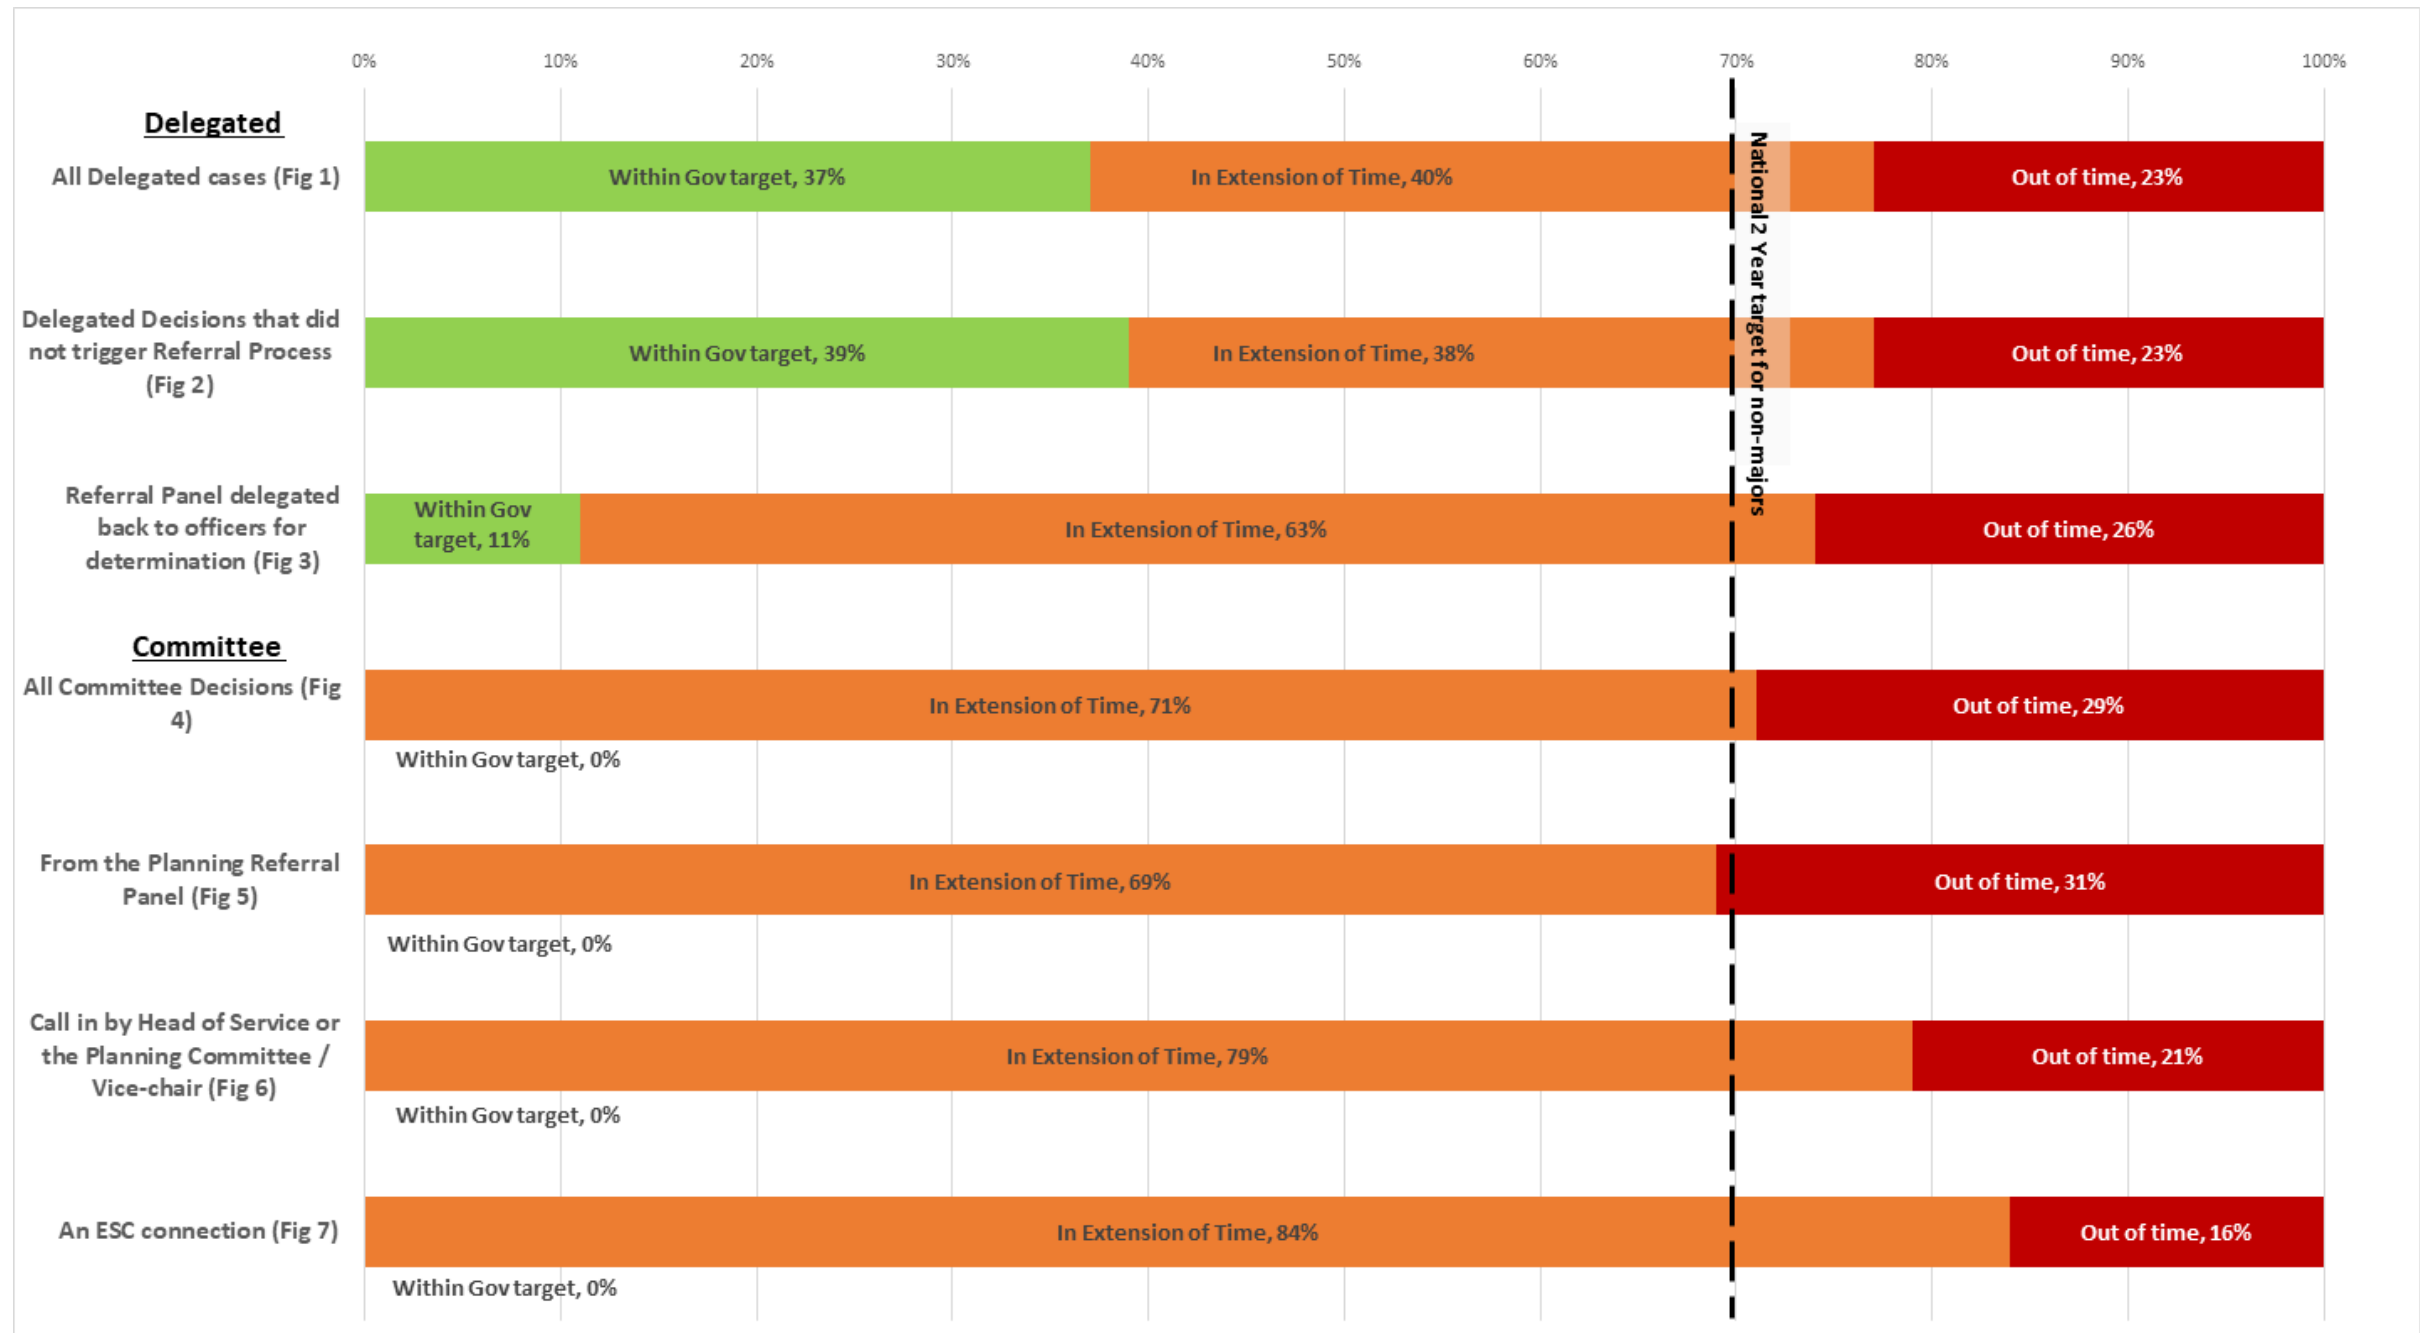 0% 10% 20% 30% 40% 50% 60% 70% 80% 90% 100%
Delegated
All Delegated cases (Fig 1)
Within Gov target, 37%
In Extension of Time, 40%
Out of time, 23%
National 2 Year target for non-majors
Delegated Decisions that did
not trigger Referral Process
(Fig 2)
Within Gov target, 39%
In Extension of Time, 38%
Out of time, 23%
Referral Panel delegated
back to officers for
determination (Fig 3)
Within Gov
target, 11%
In Extension of Time, 63%
Out of time, 26%
Committee
All Committee Decisions (Fig
4)
In Extension of Time, 71%
Out of time, 29%
Within Gov target, 0%
From the Planning Referral
Panel (Fig 5)
In Extension of Time, 69%
Out of time, 31%
Within Gov target, 0%
Call in by Head of Service or
the Planning Committee /
Vice-chair (Fig 6)
In Extension of Time, 79%
Out of time, 21%
Within Gov target, 0%
An ESC connection (Fig 7)
In Extension of Time, 84%
Out of time, 16%
Within Gov target, 0%